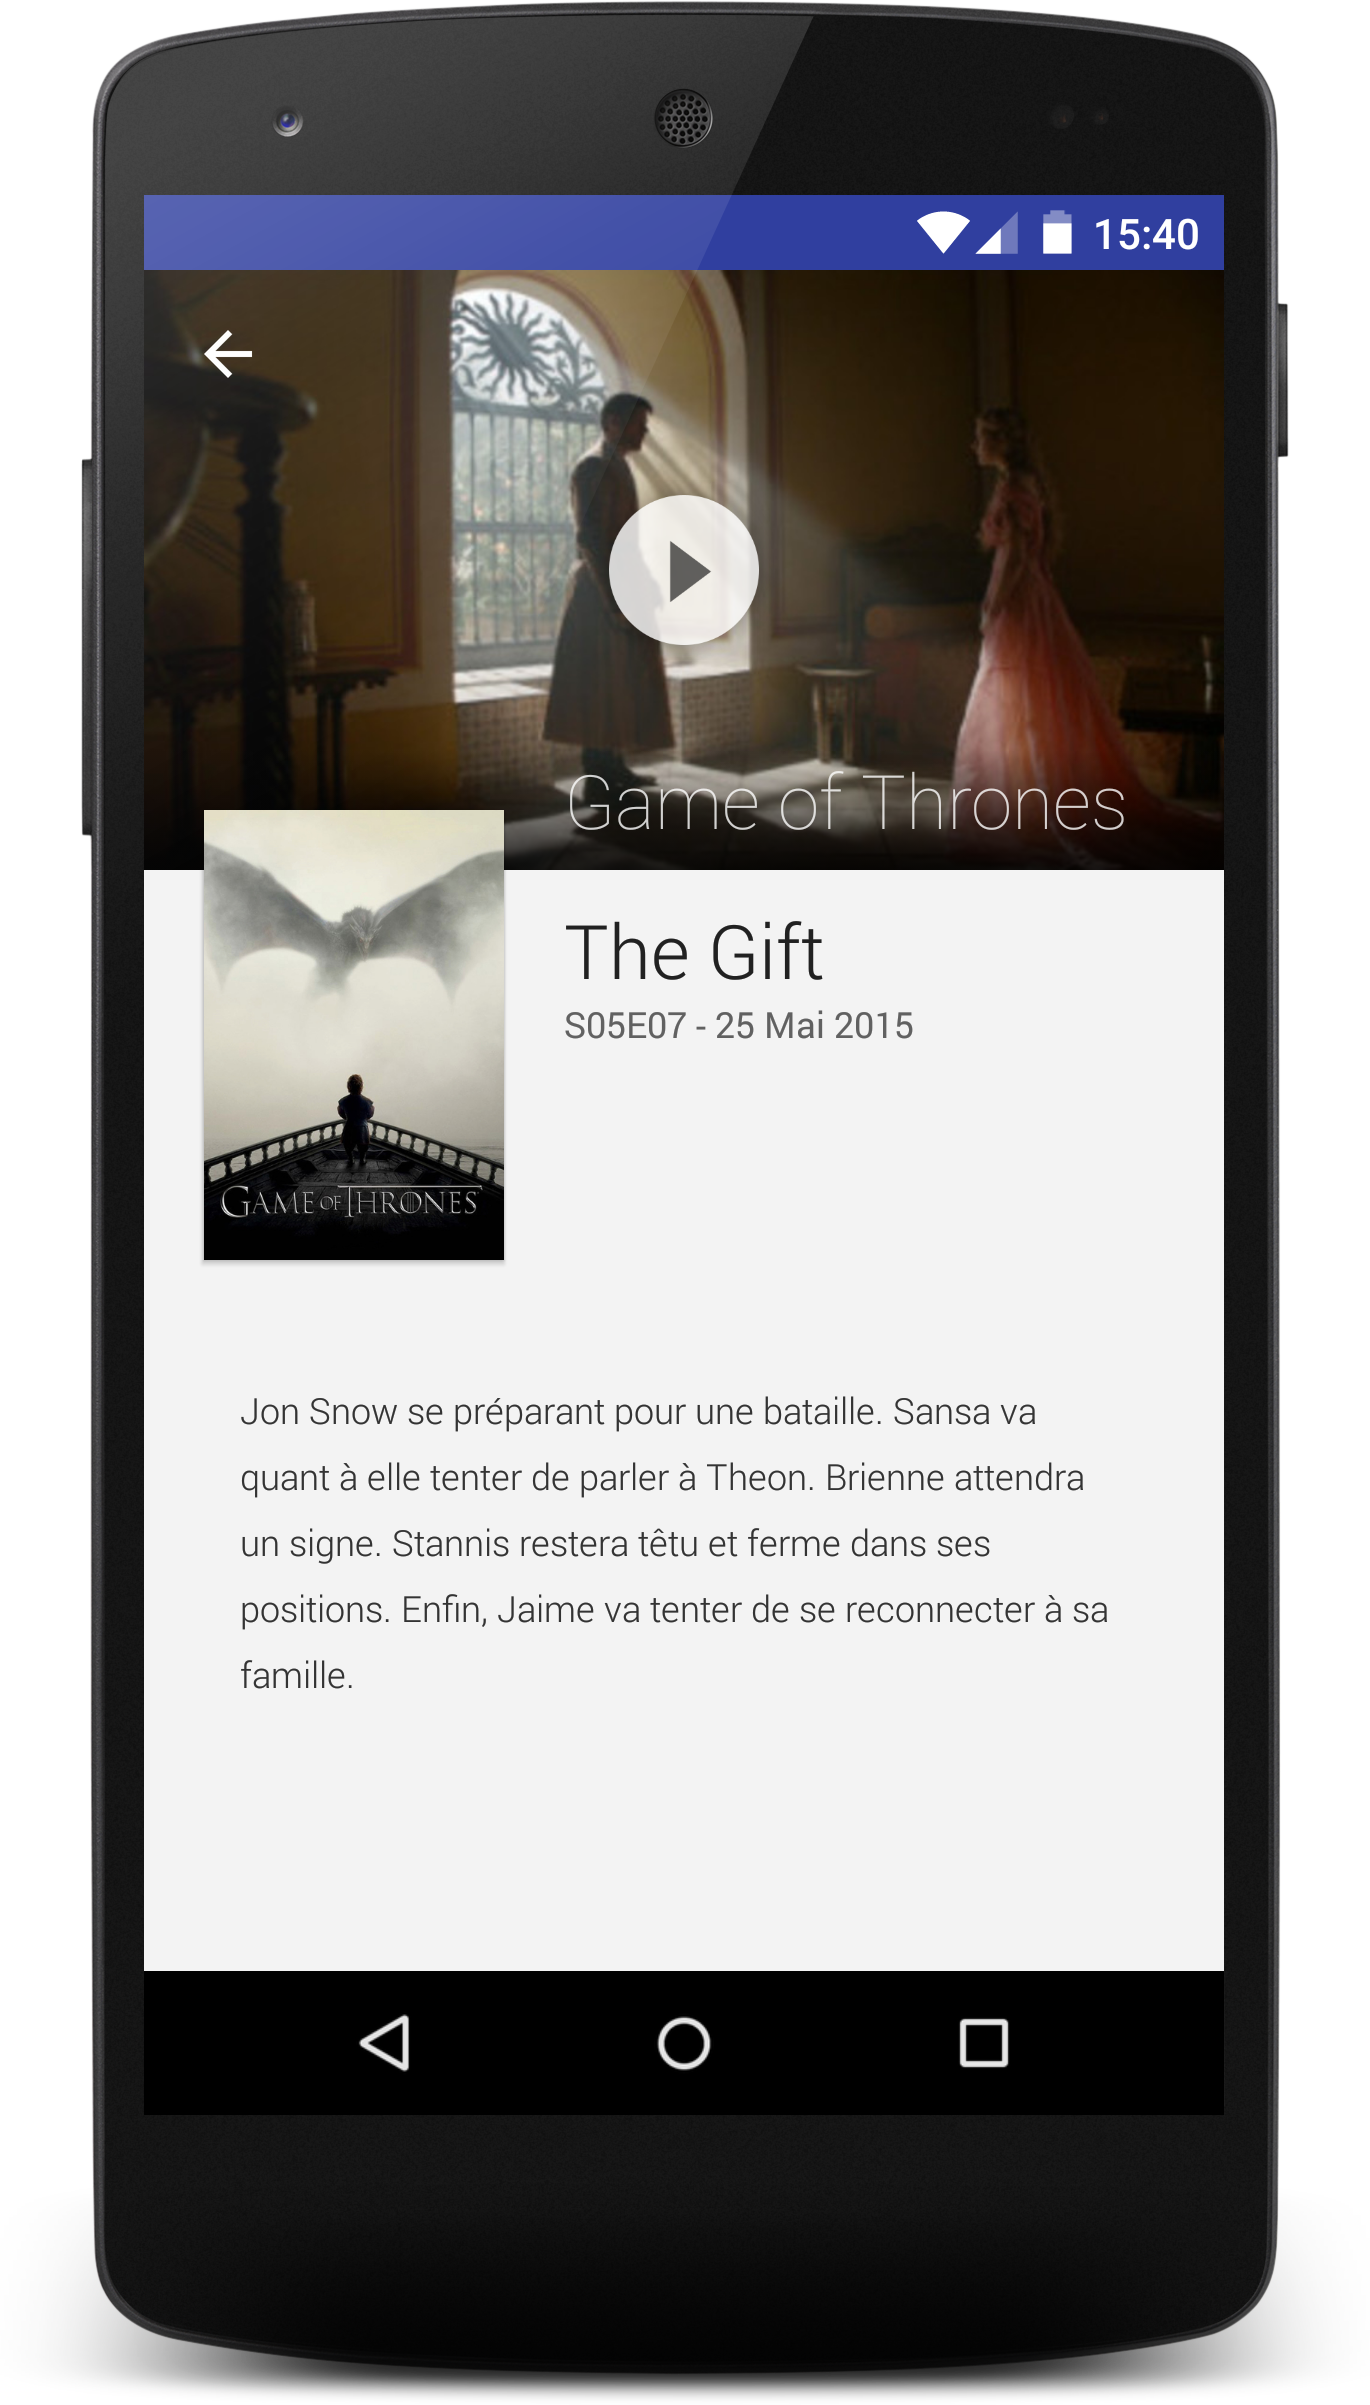 15:40
Game of Thrones
The Gift
S05E07 - 25 Mai 2015
GAME OF THRONES
Jon Snow se préparant pour une bataille. Sansa va
quant à elle tenter de parler à Theon. Brienne attendra
un signe. Stannis restera têtu et ferme dans ses
positions. Enfin, Jaime va tenter de se reconnecter à sa
famille.